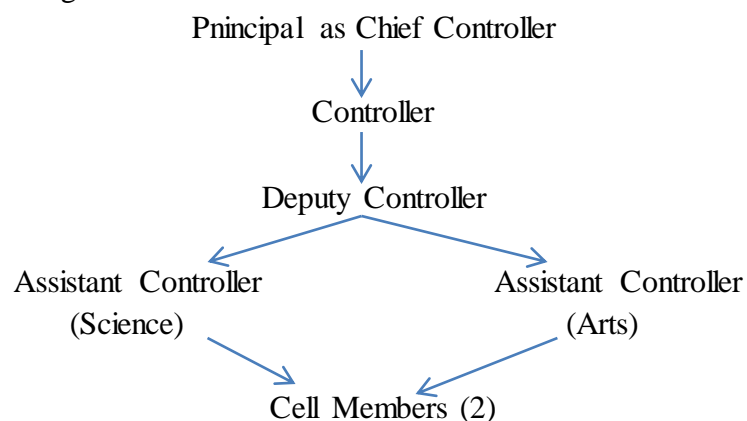 Pnincipal as Chief Controller
Controller
Deputy Controller
Assistant Controller
(Science)
Assistant Controller
(Arts)
Cell Members (2)